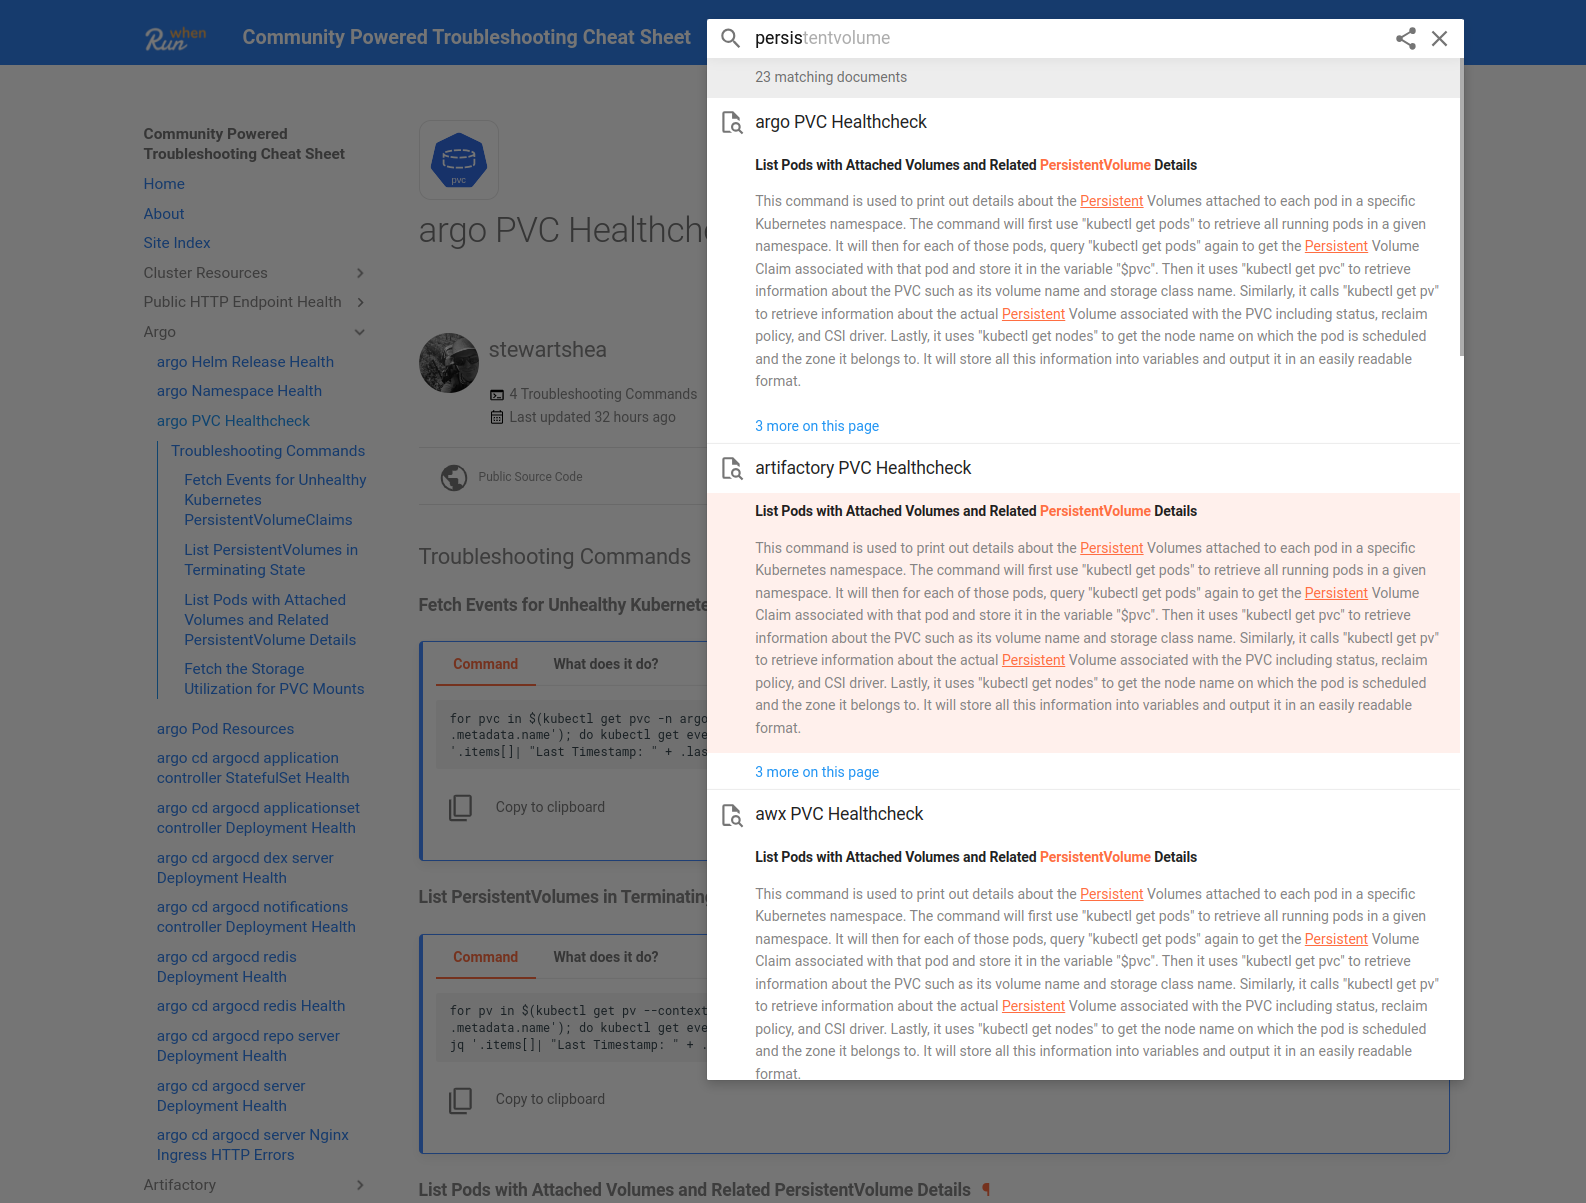 when
Run
Community Powered Troubleshooting Cheat Sheet
persistentvolume
23 matching documents
Community Powered
Troubleshooting Cheat Sheet
Home
About
Site Index
Cluster Resources
Public HTTP Endpoint Health
Argo
argo Helm Release Health
argo Namespace Health
argo PVC Healthcheck
Troubleshooting Commands
Fetch Events for Unhealthy
Kubernetes
PersistentVolumeClaims
List PersistentVolumes in
Terminating State
List Pods with Attached
Volumes and Related
PersistentVolume Details
Fetch the Storage
Utilization for PVC Mounts
argo Pod Resources
argo cd argocd application
controller StatefulSet Health
argo cd argocd applicationset
controller Deployment Health
argo cd argocd dex server
Deployment Health
argo cd argocd notifications
controller Deployment Health
argo cd argocd redis
Deployment Health
argo cd argocd redis Health
argo cd argocd repo server
Deployment Health
argo cd argocd server
Deployment Health
argo cd argocd server Nginx
Ingress HTTP Errors
Artifactory
pvc
argo PVC Healthche
stewartshea
4 Troubleshooting Commands
Last updated 32 hours ago
Public Source Code
Troubleshooting Commands
Fetch Events for Unhealthy Kubernete
Command What does it do?
for pvc in $(kubectl get pvc -n argo
.metadata.name'); do kubectl get eve
'.items[]| "Last Timestamp: " + .las
Copy to clipboard
List PersistentVolumes in Terminating
Command What does it do?
for pv in $(kubectl get pv --context
.metadata.name'); do kubectl get eve
jq '.items[]| "Last Timestamp: " + .
Copy to clipboard
List Pods with Attached Volumes and Related PersistentVolume Details ¶
argo PVC Healthcheck
List Pods with Attached Volumes and Related PersistentVolume Details
This command is used to print out details about the Persistent Volumes attached to each pod in a specific
Kubernetes namespace. The command will first use "kubectl get pods" to retrieve all running pods in a given
namespace. It will then for each of those pods, query "kubectl get pods" again to get the Persistent Volume
Claim associated with that pod and store it in the variable "$pvc". Then it uses "kubectl get pvc" to retrieve
information about the PVC such as its volume name and storage class name. Similarly, it calls "kubectl get pv"
to retrieve information about the actual Persistent Volume associated with the PVC including status, reclaim
policy, and CSI driver. Lastly, it uses "kubectl get nodes" to get the node name on which the pod is scheduled
and the zone it belongs to. It will store all this information into variables and output it in an easily readable
format.
3 more on this page
artifactory PVC Healthcheck
List Pods with Attached Volumes and Related PersistentVolume Details
This command is used to print out details about the Persistent Volumes attached to each pod in a specific
Kubernetes namespace. The command will first use "kubectl get pods" to retrieve all running pods in a given
namespace. It will then for each of those pods, query "kubectl get pods" again to get the Persistent Volume
Claim associated with that pod and store it in the variable "$pvc". Then it uses "kubectl get pvc" to retrieve
information about the PVC such as its volume name and storage class name. Similarly, it calls "kubectl get pv"
to retrieve information about the actual Persistent Volume associated with the PVC including status, reclaim
policy, and CSI driver. Lastly, it uses "kubectl get nodes" to get the node name on which the pod is scheduled
and the zone it belongs to. It will store all this information into variables and output it in an easily readable
format.
3 more on this page
awx PVC Healthcheck
List Pods with Attached Volumes and Related PersistentVolume Details
This command is used to print out details about the Persistent Volumes attached to each pod in a specific
Kubernetes namespace. The command will first use "kubectl get pods" to retrieve all running pods in a given
namespace. It will then for each of those pods, query "kubectl get pods" again to get the Persistent Volume
Claim associated with that pod and store it in the variable "$pvc". Then it uses "kubectl get pvc" to retrieve
information about the PVC such as its volume name and storage class name. Similarly, it calls "kubectl get pv"
to retrieve information about the actual Persistent Volume associated with the PVC including status, reclaim
policy, and CSI driver. Lastly, it uses "kubectl get nodes" to get the node name on which the pod is scheduled
and the zone it belongs to. It will store all this information into variables and output it in an easily readable
format.